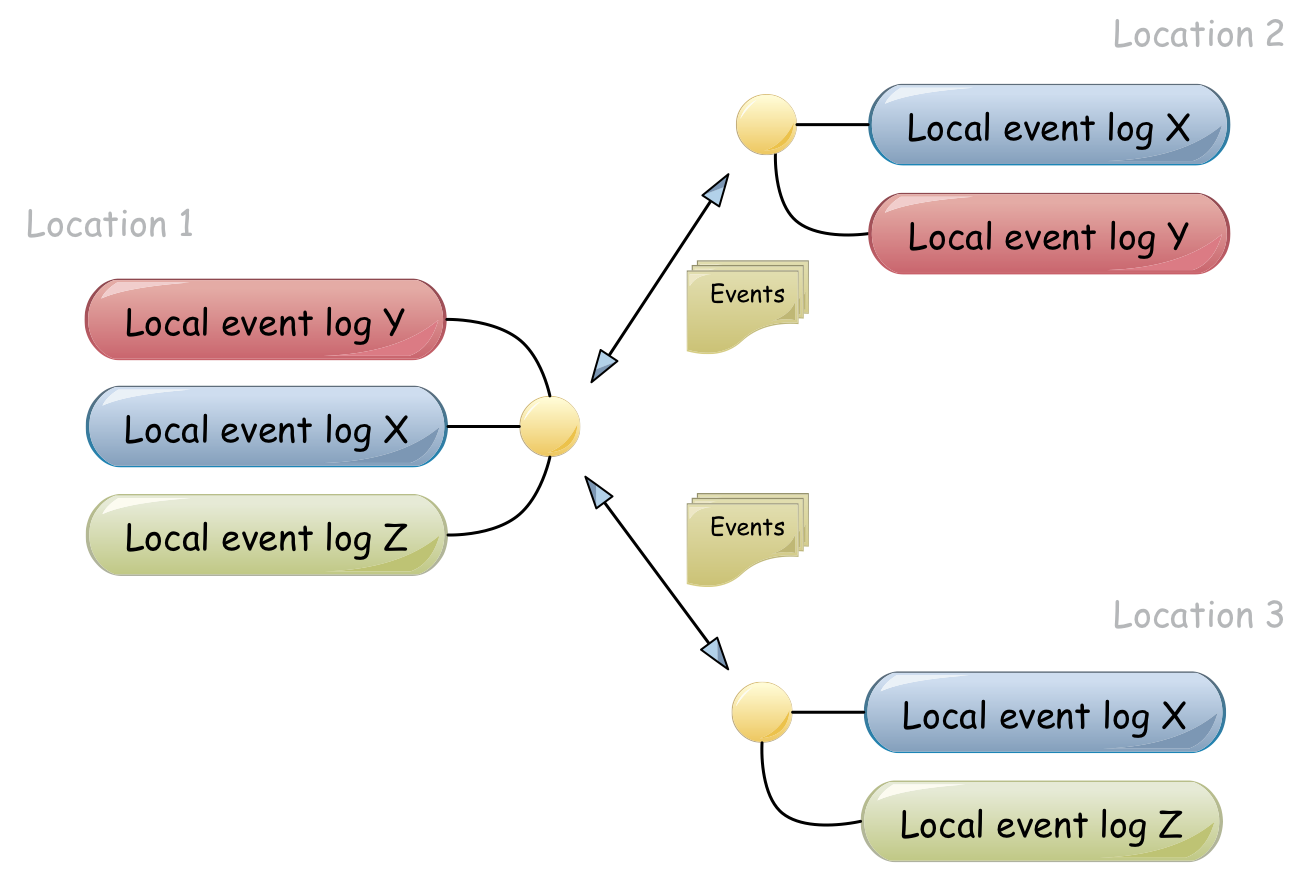 Location 2
Local event log X
Local event log Y
Location 1
Local event log Y
Local event log X
Local event log Z
Events
Events
Location 3
Local event log X
Local event log Z